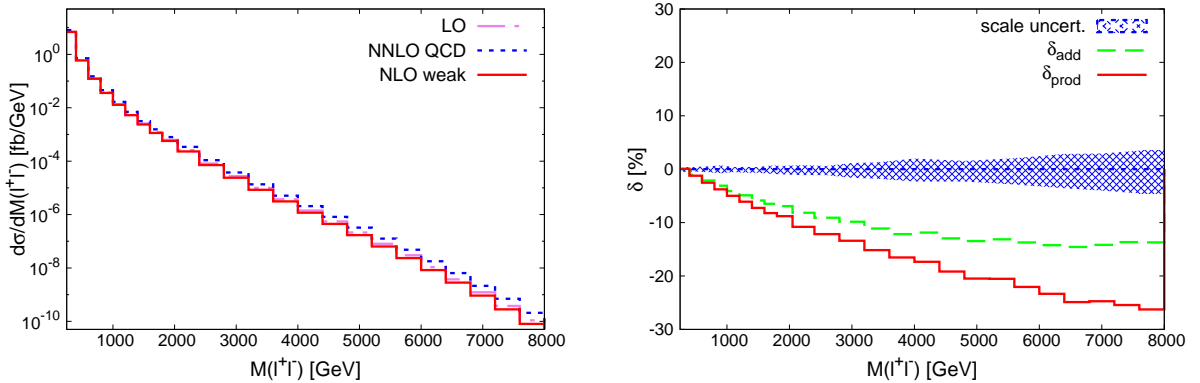 LO
NNLO QCD
NLO weak
dσ/dM(l⁺l⁻) [fb/GeV]
10⁰
10⁻²
10⁻⁴
10⁻⁶
10⁻⁸
10⁻¹⁰
1000 2000 3000 4000 5000 6000 7000 8000
M(l⁺l⁻) [GeV]
scale uncert.
δadd
δprod
δ [%]
30
20
10
0
-10
-20
-30
1000 2000 3000 4000 5000 6000 7000 8000
M(l⁺l⁻) [GeV]